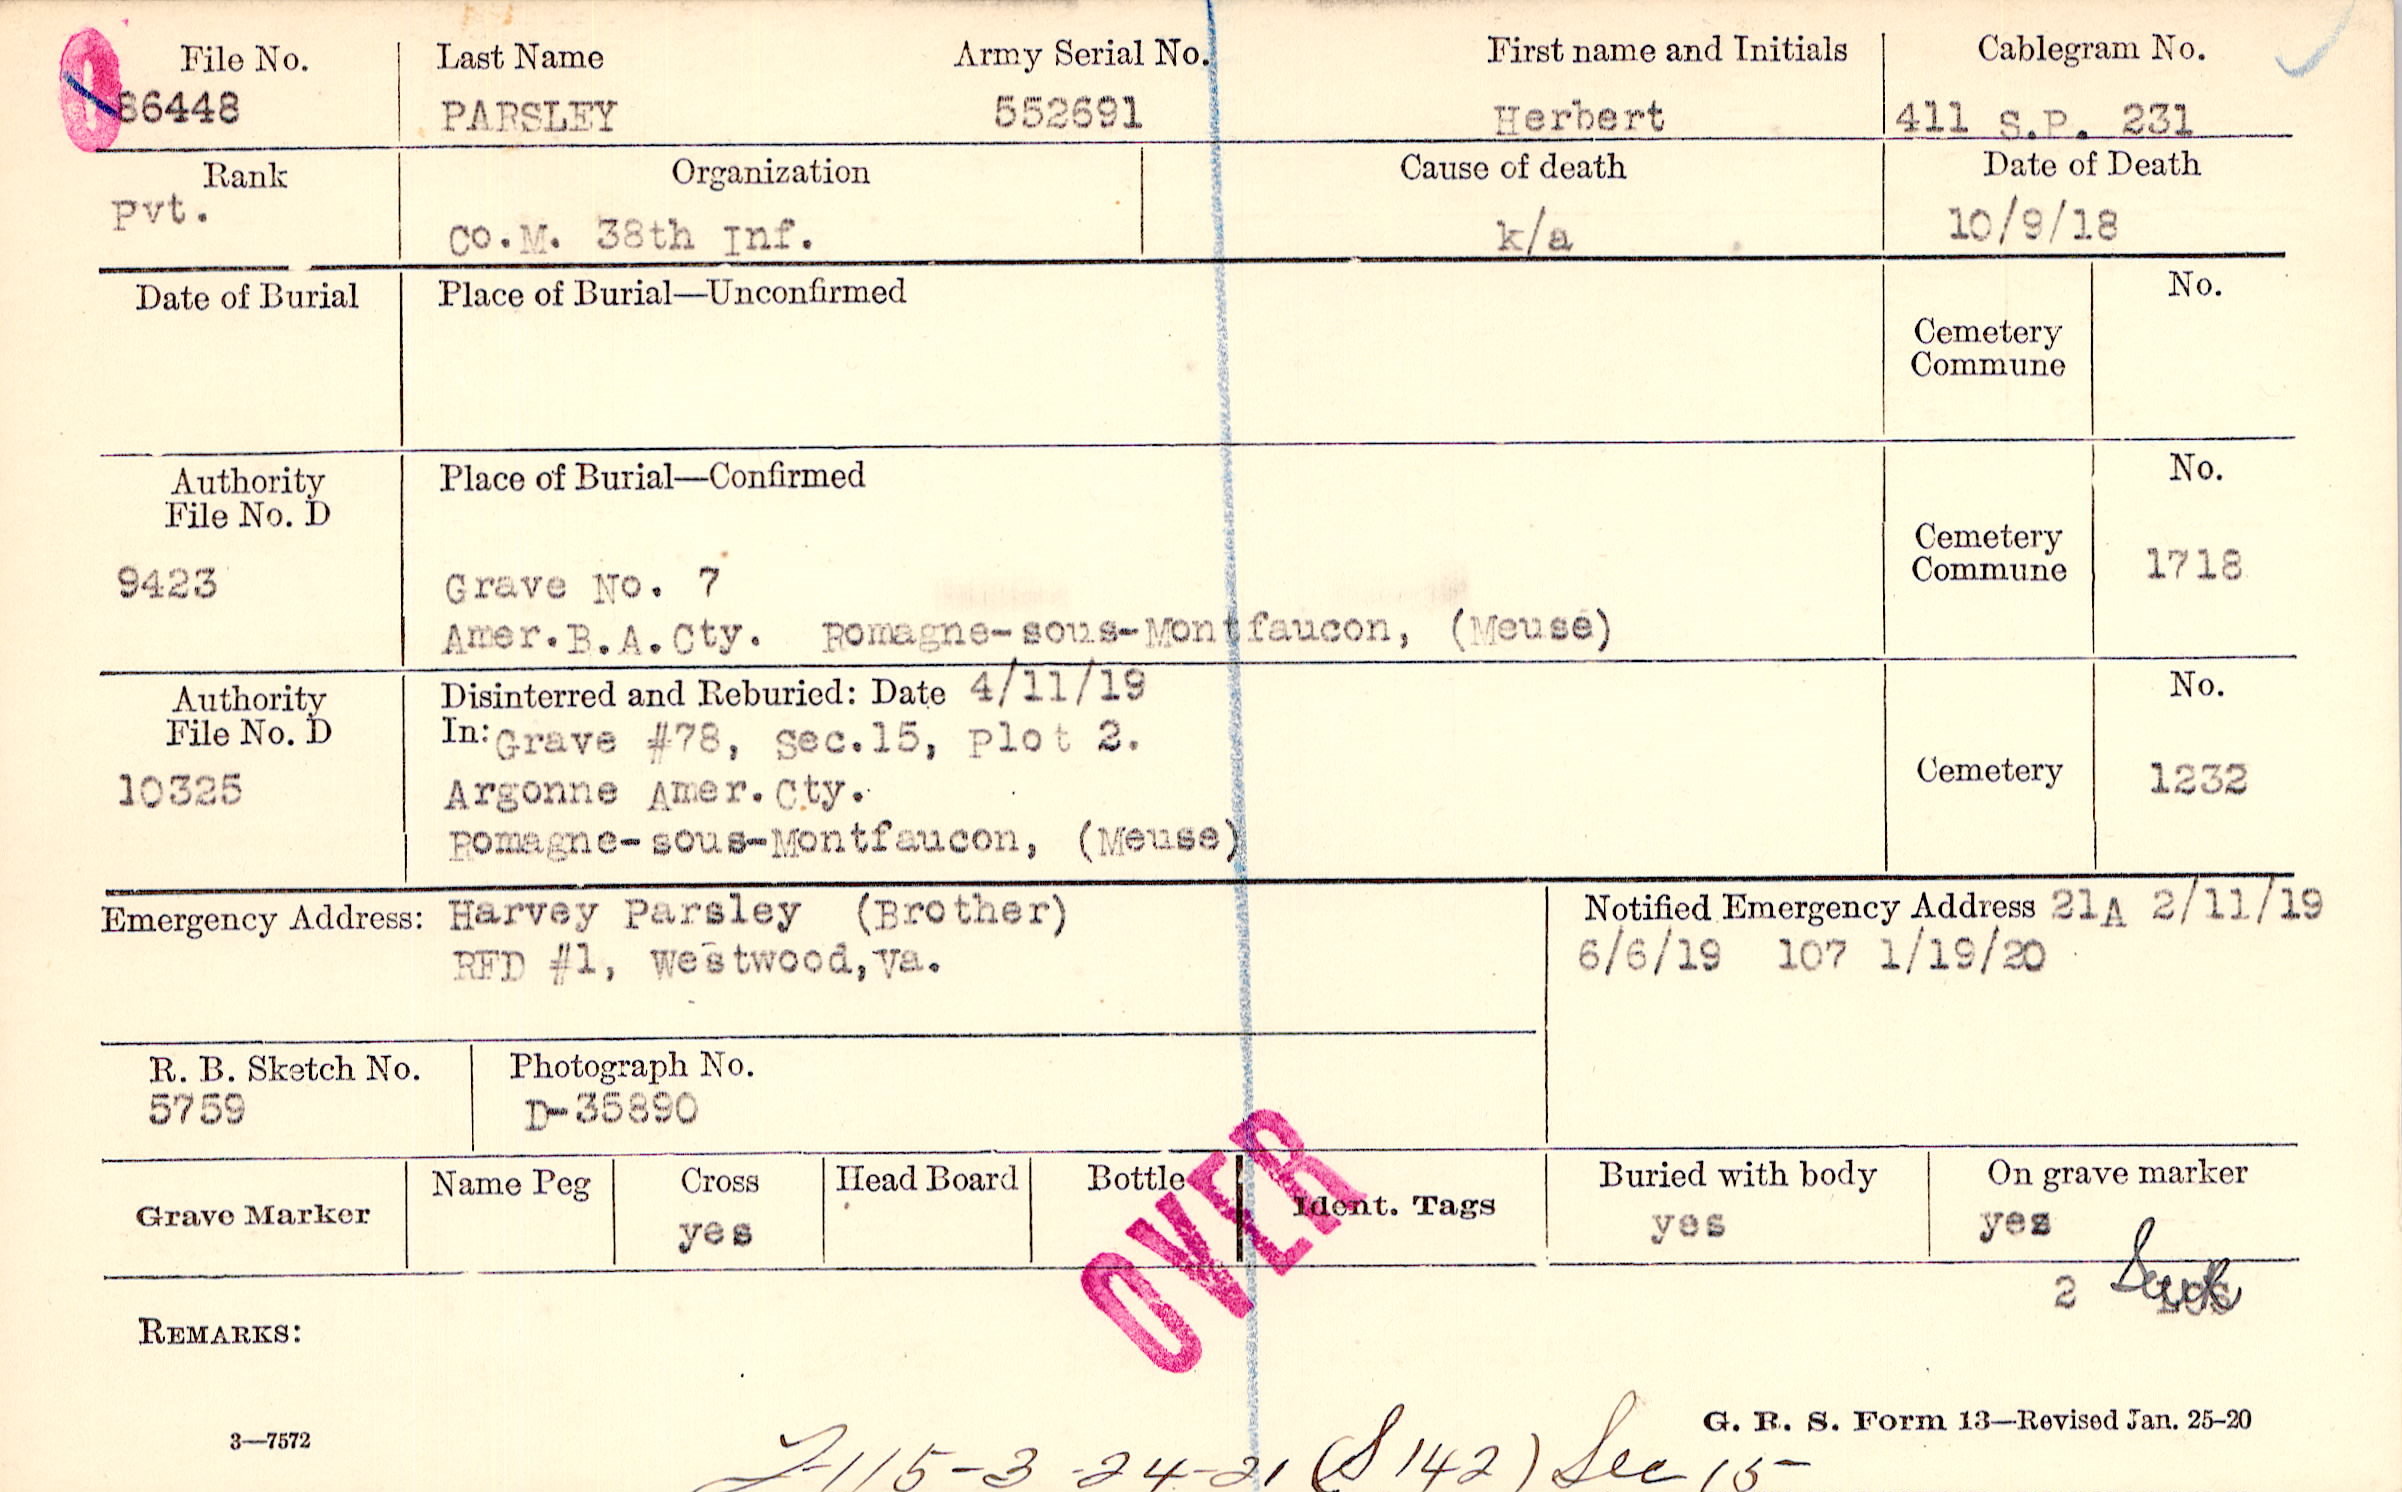 File No. Last Name Army Serial No. First name and Initials Cablegram No.
86448 PARSLEY 552691 Herbert 411 S.P. 231
Rank Organization Cause of death Date of Death
Pvt. Co.M. 38th Inf. k/a 10/9/18
Date of Burial Place of Burial—Unconfirmed No.
Cemetery
Commune
Authority Place of Burial—Confirmed No.
File No. D
Cemetery
Commune 1718
9423 Grave No. 7
Amer.B.A.Cty. Romagne-sous-Montfaucon, (Meuse)
Authority Disinterred and Reburied: Date 4/11/19 No.
File No. D In: Grave #78, Sec.15, Plot 2.
Cemetery 1232
10325 Argonne Amer.Cty.
Romagne-sous-Montfaucon, (Meuse)
Emergency Address: Harvey Parsley (Brother) Notified Emergency Address 21A 2/11/19
RFD #1, Westwood,Va. 6/6/19 107 1/19/20
R. B. Sketch No. Photograph No.
5759 D-35890
OVER
Grave Marker Name Peg Cross Head Board Bottle Ident. Tags Buried with body On grave marker
yes yes yes
2
REMARKS:
G. R. S. Form 13—Revised Jan. 25-20
3—7572
115-3-24-21 (S 142) Sec 15